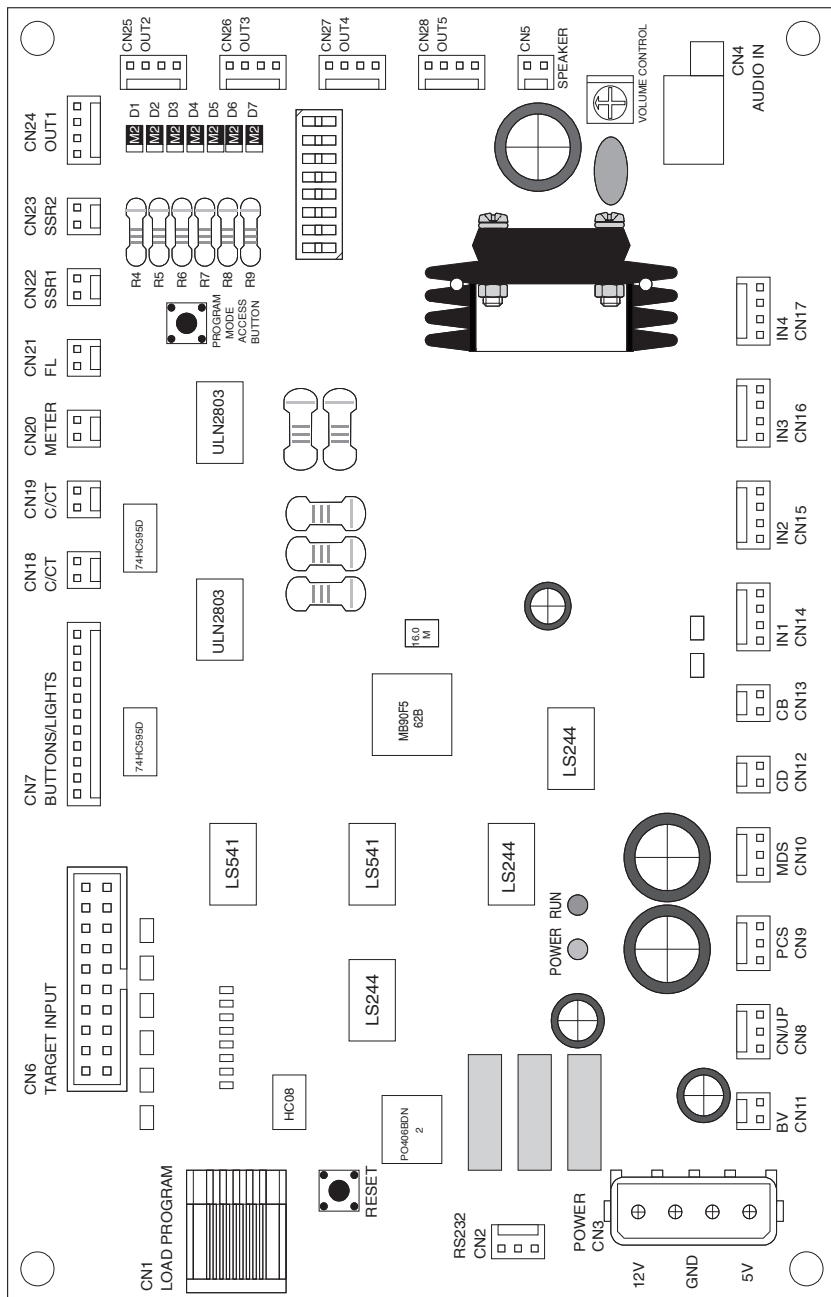 CN25
OUT2
CN26
OUT3
CN27
OUT4
CN28
OUT5
CN5
SPEAKER
VOLUME CONTROL
CN4
AUDIO IN
CN24
OUT1
M2 D1
M2 D2
M2 D3
M2 D4
M2 D5
M2 D6
M2 D7
CN23
SSR2
CN22
SSR1
CN21
FL
CN20
METER
CN19
C/CT
CN18
C/CT
R4
R5
R6
R7
R8
R9
PROGRAM
MODE
ACCESS
BUTTON
ULN2803
74HC595D
ULN2803
74HC595D
CN7
BUTTONS/LIGHTS
16.0
M
MB90F5
62B
LS244
LS541
LS541
LS244
LS244
POWER
RUN
CN6
TARGET INPUT
HC08
PO406BDN
2
CN1
LOAD PROGRAM
RESET
RS232
CN2
POWER
CN3
12V
GND
5V
IN4
CN17
IN3
CN16
IN2
CN15
IN1
CN14
CB
CN13
CD
CN12
MDS
CN10
PCS
CN9
CN/UP
CN8
BV
CN11